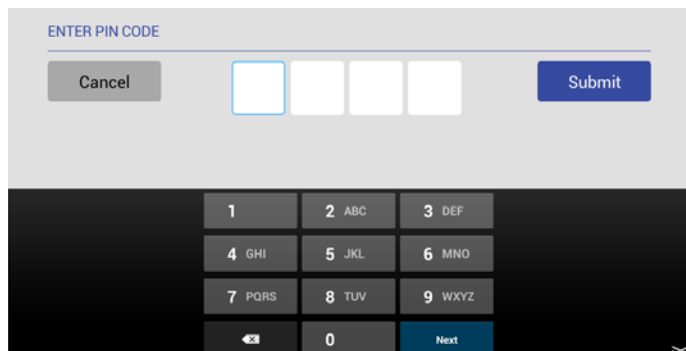 ENTER PIN CODE
Cancel
Submit
1
2 ABC
3 DEF
4 GHI
5 JKL
6 MNO
7 PQRS
8 TUV
9 WXYZ
0
Next